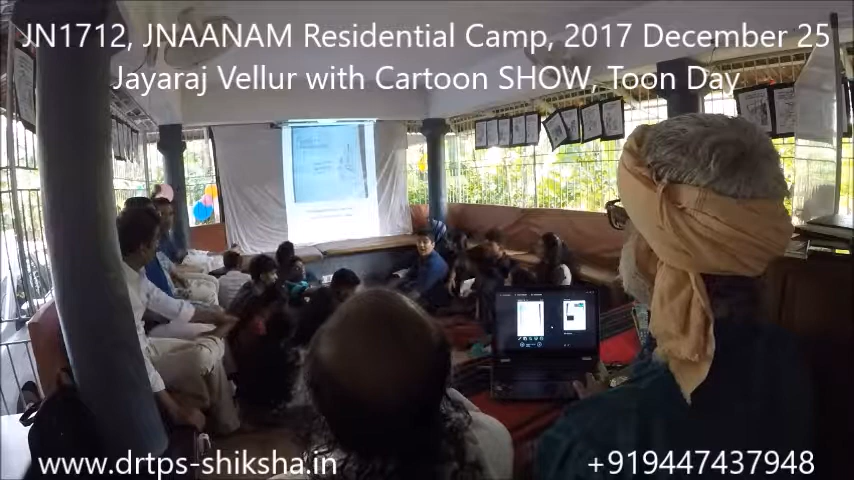 JN1712, JNAANAM Residential Camp, 2017 December 25
Jayaraj Vellur with Cartoon SHOW, Toon Day
www.drtps-shiksha.in
+919447437948